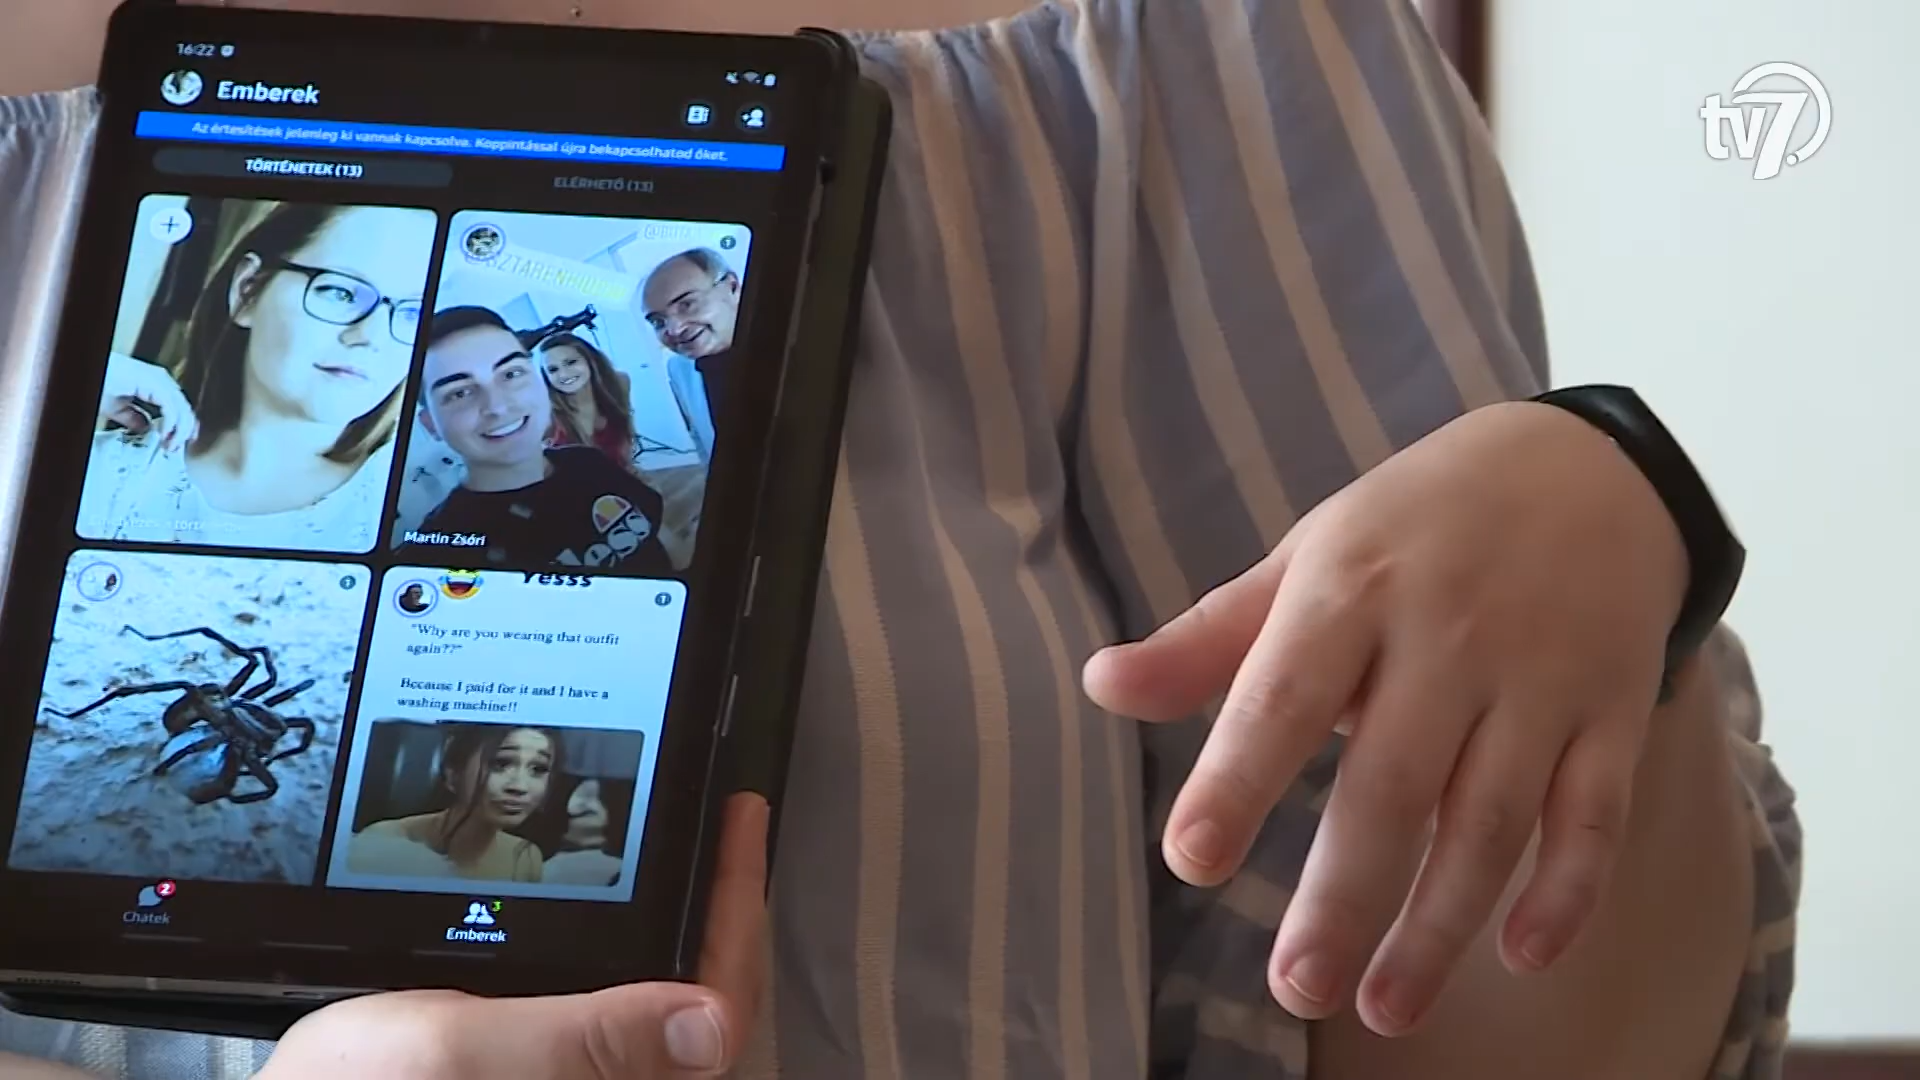 16:22
Emberek
tv7
Az értesítések jelenleg ki vannak kapcsolva. Koppintással újra bekapcsolhatod őket.
TÖRTÉNETEK (13)
ELÉRHETŐ (13)
Martin Zsóri
Yesss
"Why are you wearing that outfit
again??"
Because I paid for it and I have a
washing machine!!
2
Chatek
3
Emberek